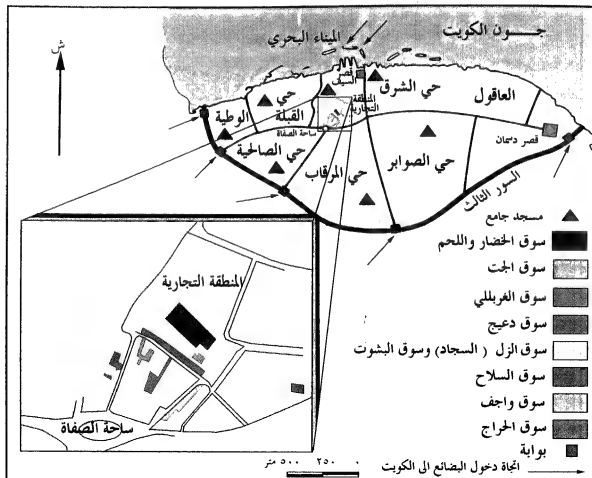 جـــون الكويت
الميناء البحري
ش
قصر السيف
حي الشرق
العاقول
المنطقة التجارية
حي القبلة
الوطية
ساحة الصفاة
قصر دسمان
حي الصالحية
حي المرقاب
حي الصوابر
السور الثالث
المنطقة التجارية
ساحة الصفاة
مسجد جامع
سوق الخضار واللحم
سوق الجت
سوق الغربللي
سوق دعيج
سوق الزل ( السجاد) وسوق البشوت
سوق السلاح
سوق واجف
سوق الحراج
بوابة
اتجاة دخول البضائع الى الكويت
٠ ٢٥٠ ٥٠٠ متر